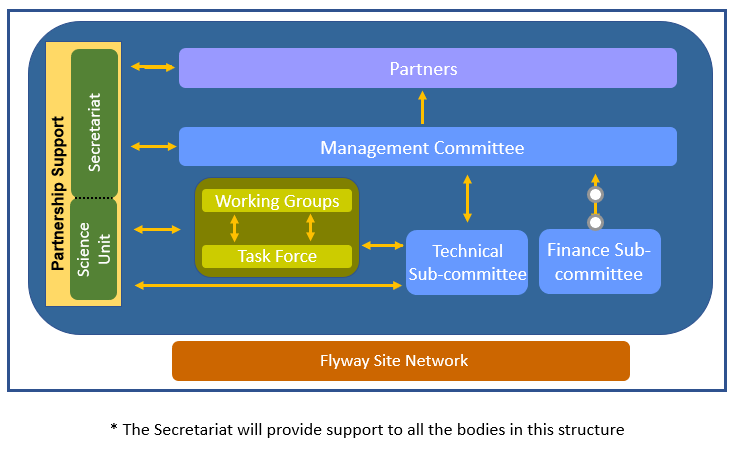 Partnership Support
Secretariat
Science
Unit
Partners
Management Committee
Working Groups
Task Force
Technical
Sub-committee
Finance Sub-
committee
Flyway Site Network
* The Secretariat will provide support to all the bodies in this structure